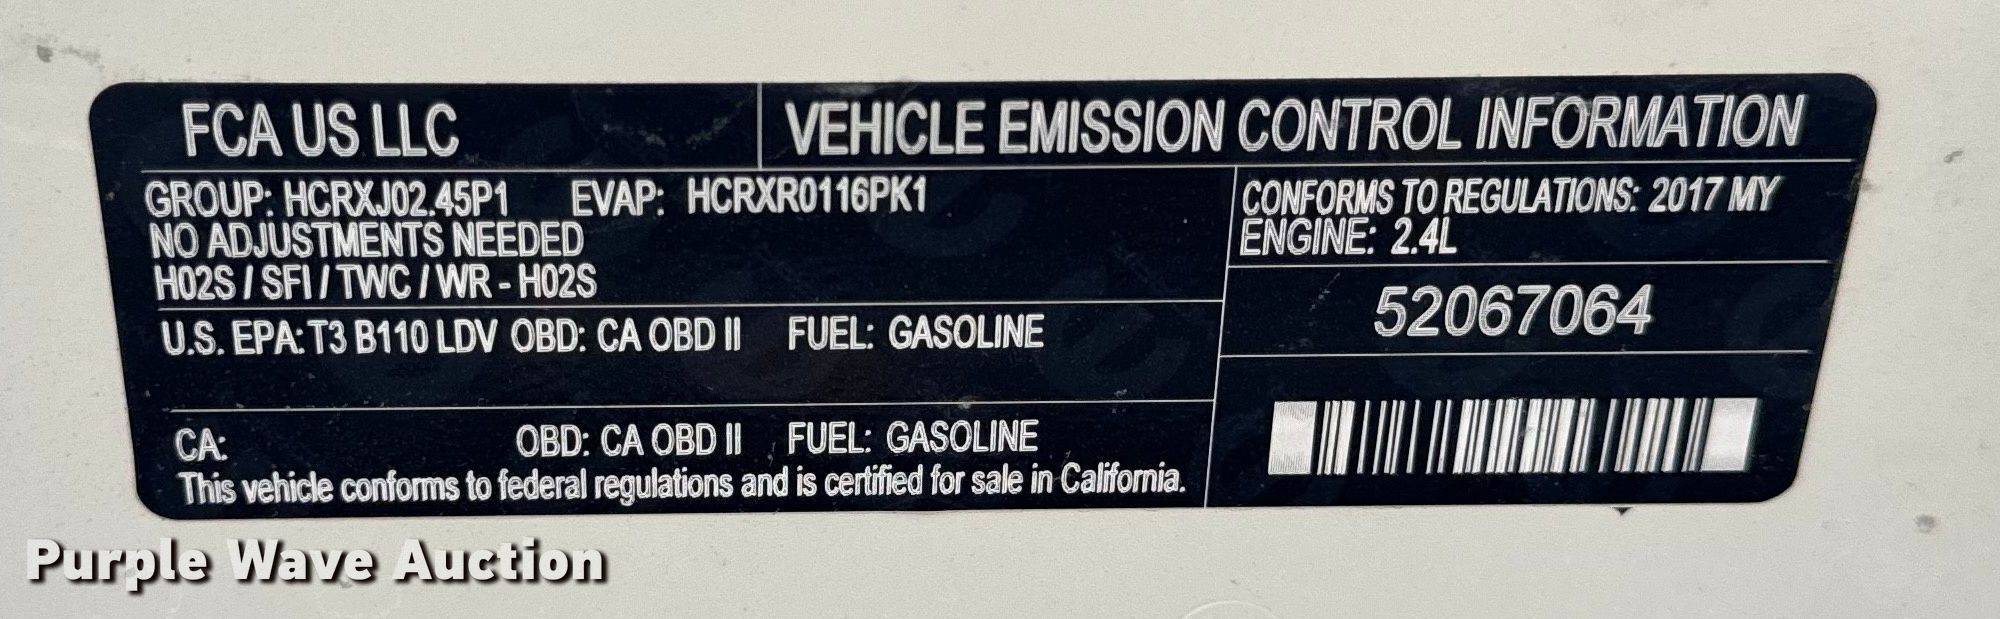 FCA US LLC
VEHICLE EMISSION CONTROL INFORMATION
GROUP: HCRXJ02.45P1 EVAP: HCRXR0116PK1
NO ADJUSTMENTS NEEDED
H02S / SFI / TWC / WR - H02S
CONFORMS TO REGULATIONS: 2017 MY
ENGINE: 2.4L
52067064
U.S. EPA: T3 B110 LDV OBD: CA OBD II FUEL: GASOLINE
CA: OBD: CA OBD II FUEL: GASOLINE
This vehicle conforms to federal regulations and is certified for sale in California.
Purple Wave Auction